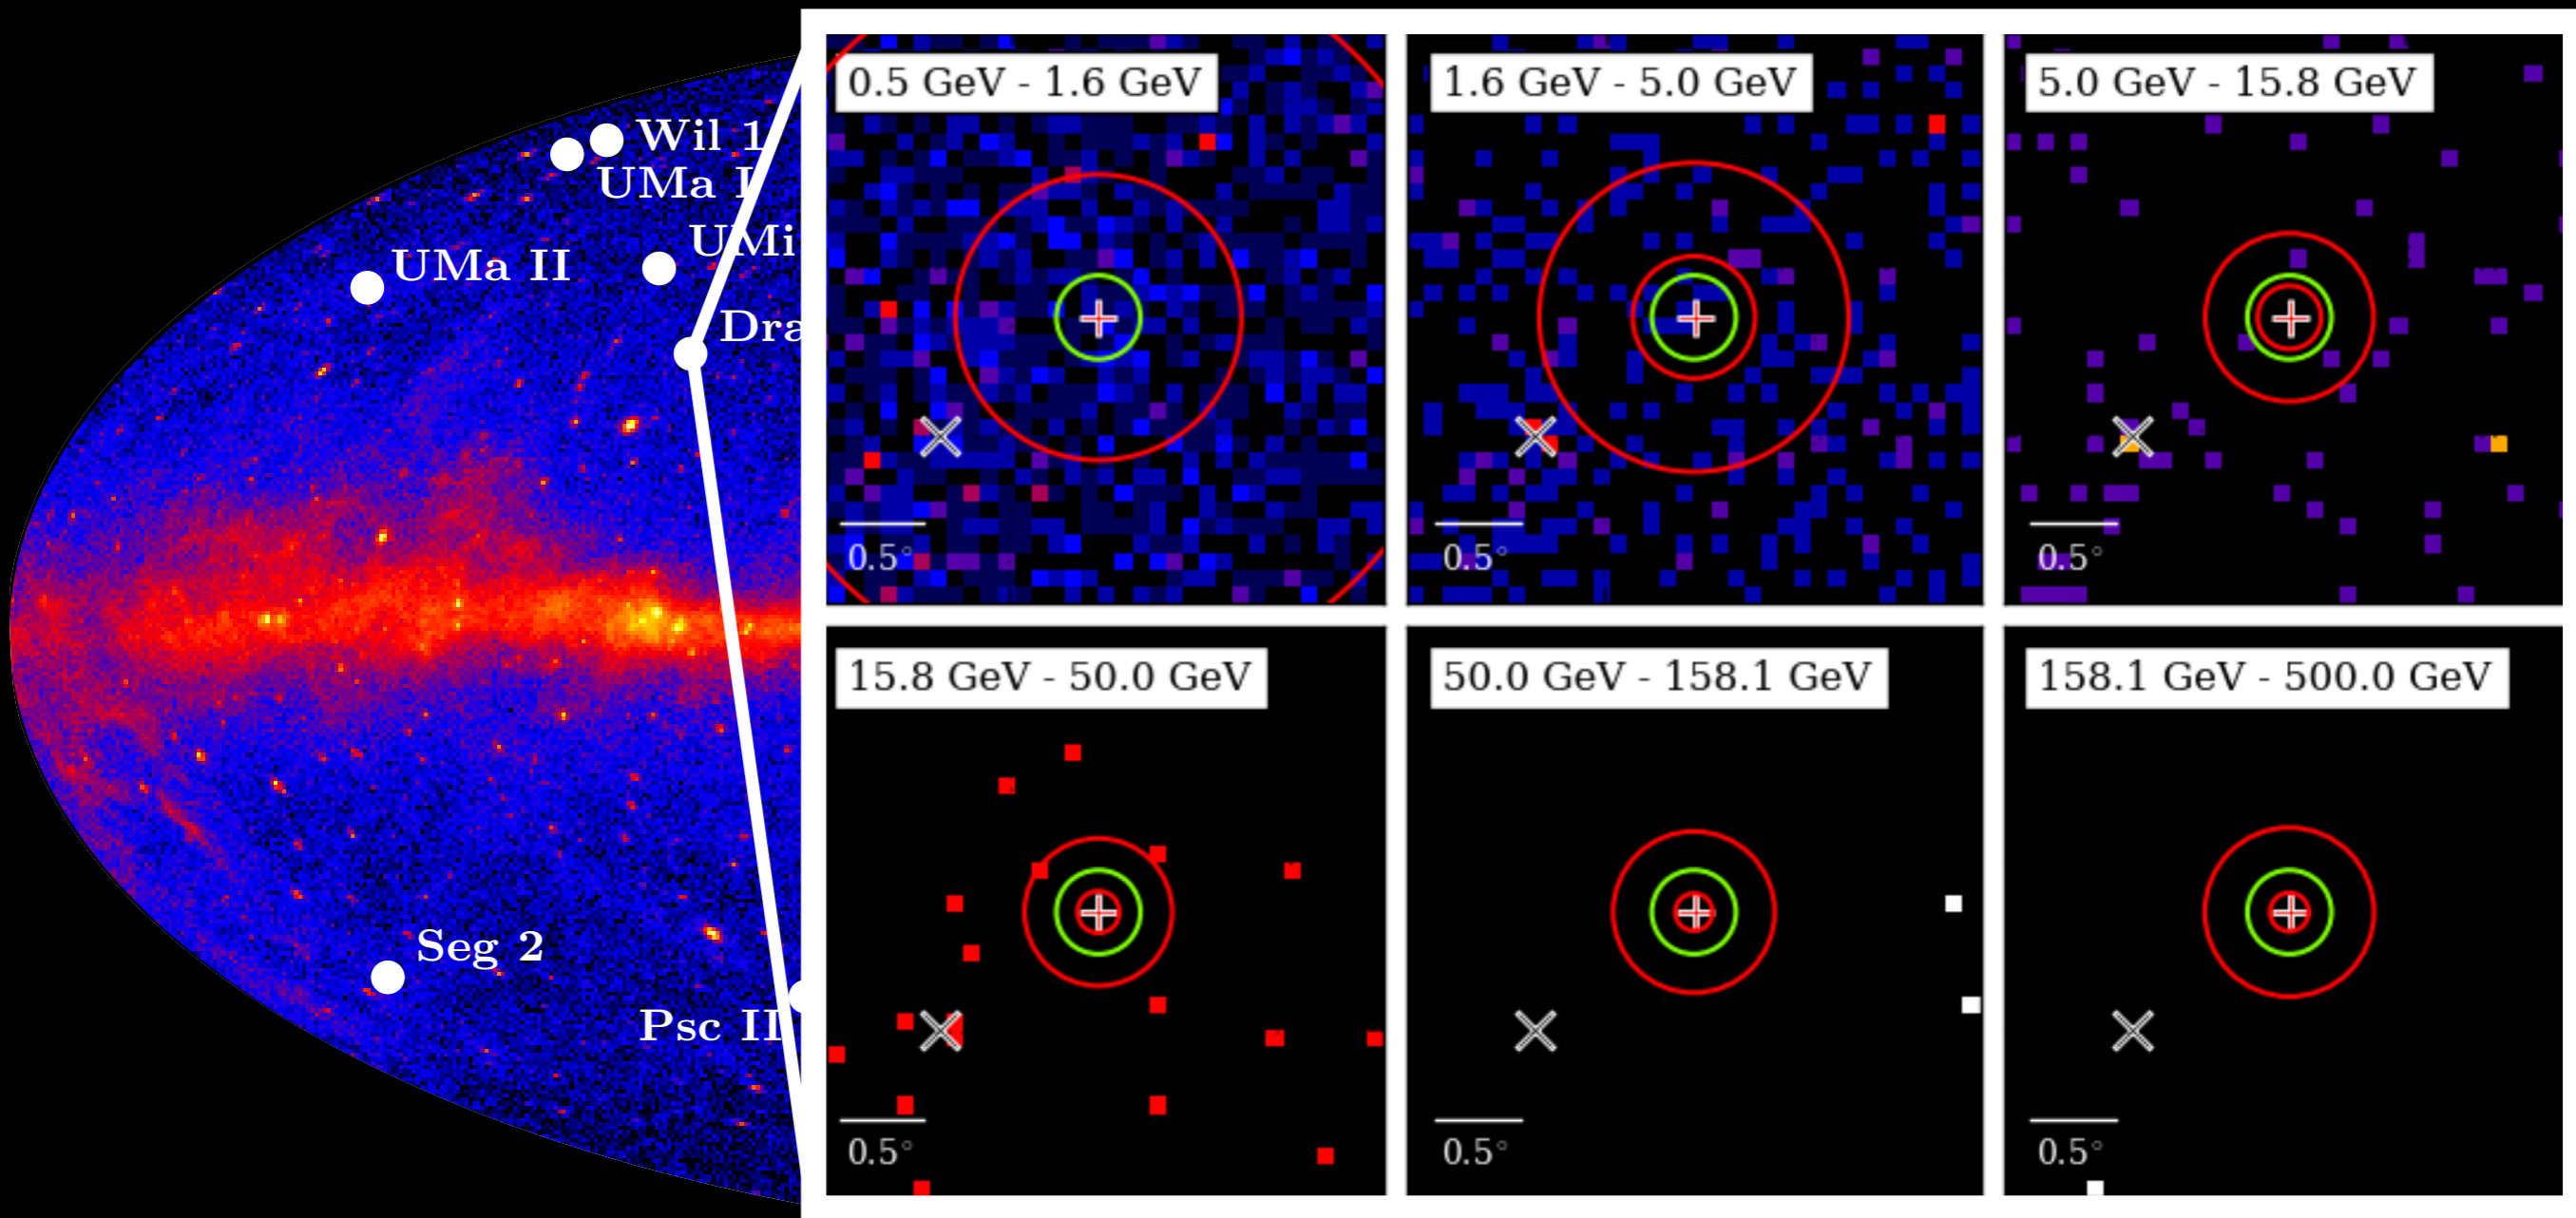 Wil 1
UMa I
UMi
UMa II
Dra
Seg 2
Psc II
0.5 GeV - 1.6 GeV
0.5°
1.6 GeV - 5.0 GeV
0.5°
5.0 GeV - 15.8 GeV
0.5°
15.8 GeV - 50.0 GeV
0.5°
50.0 GeV - 158.1 GeV
0.5°
158.1 GeV - 500.0 GeV
0.5°